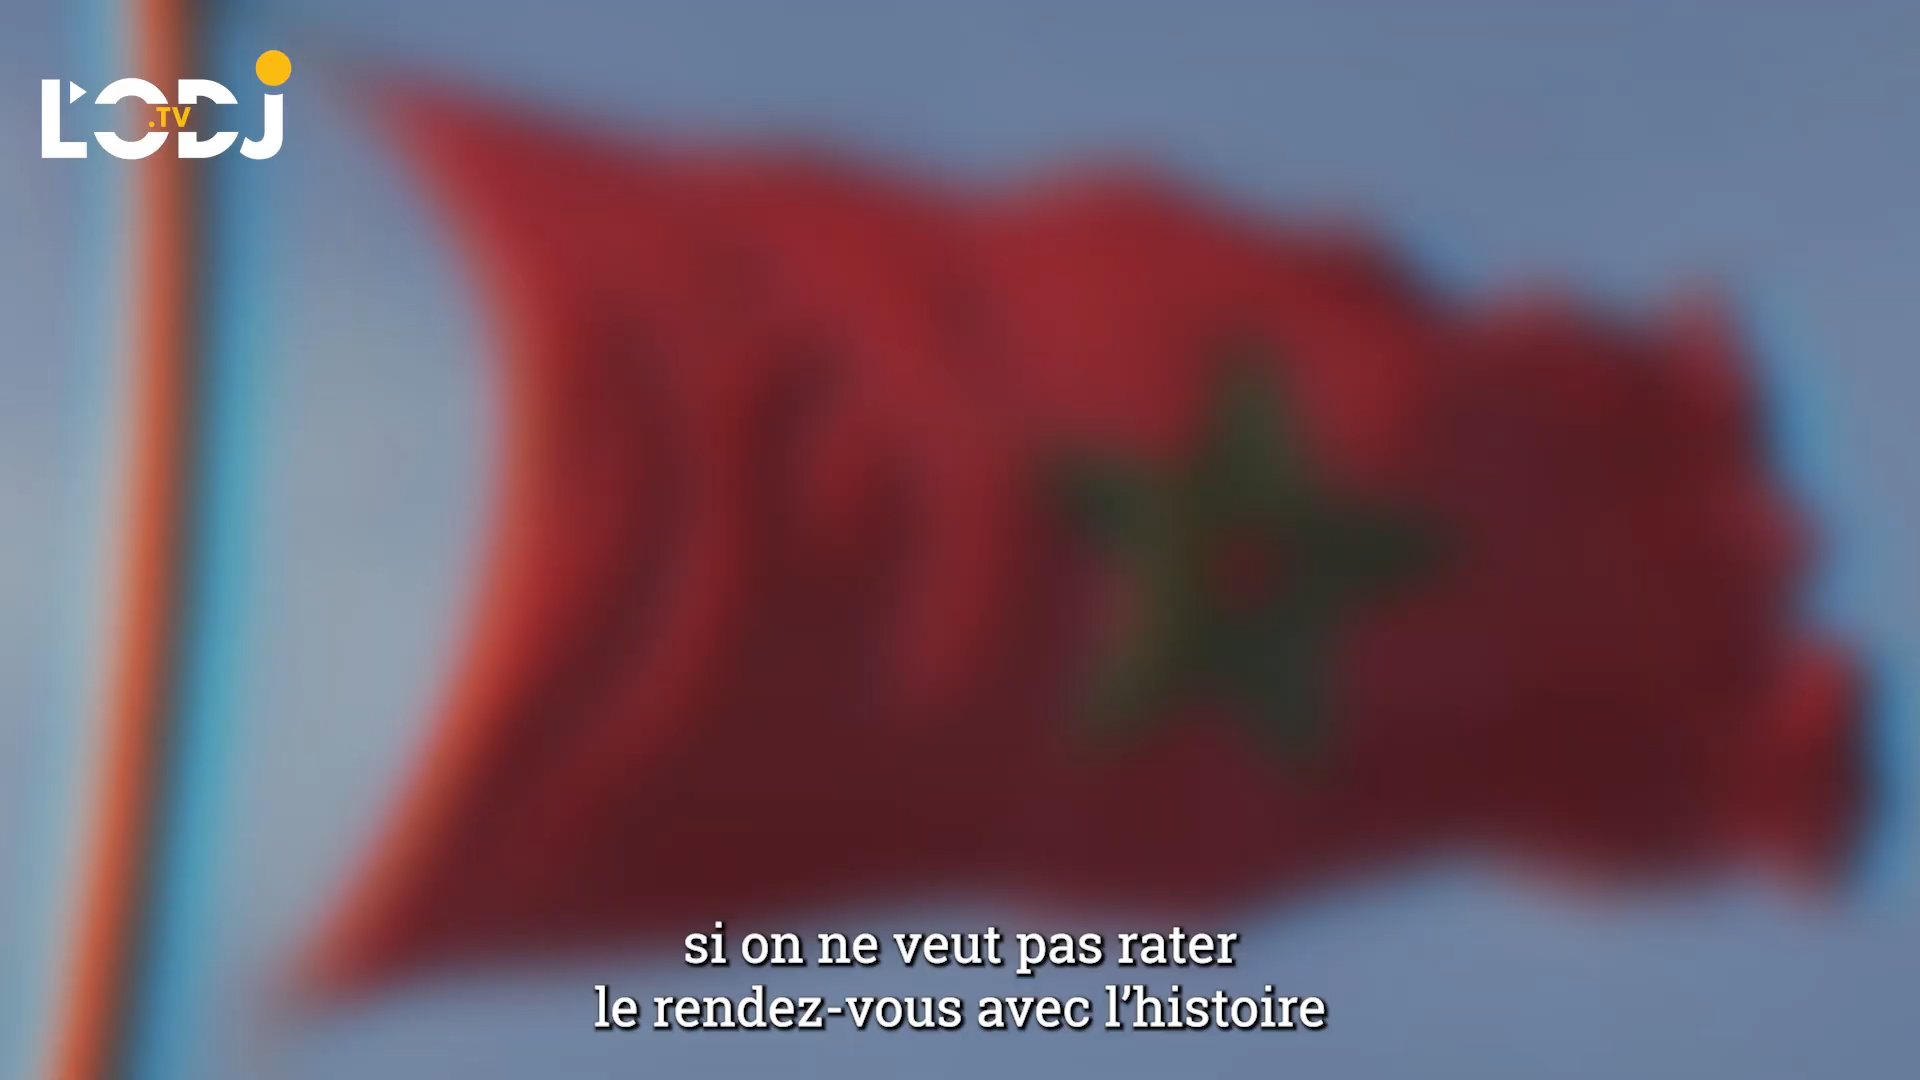 L'ODJ
.TV
si on ne veut pas rater
le rendez-vous avec l’histoire